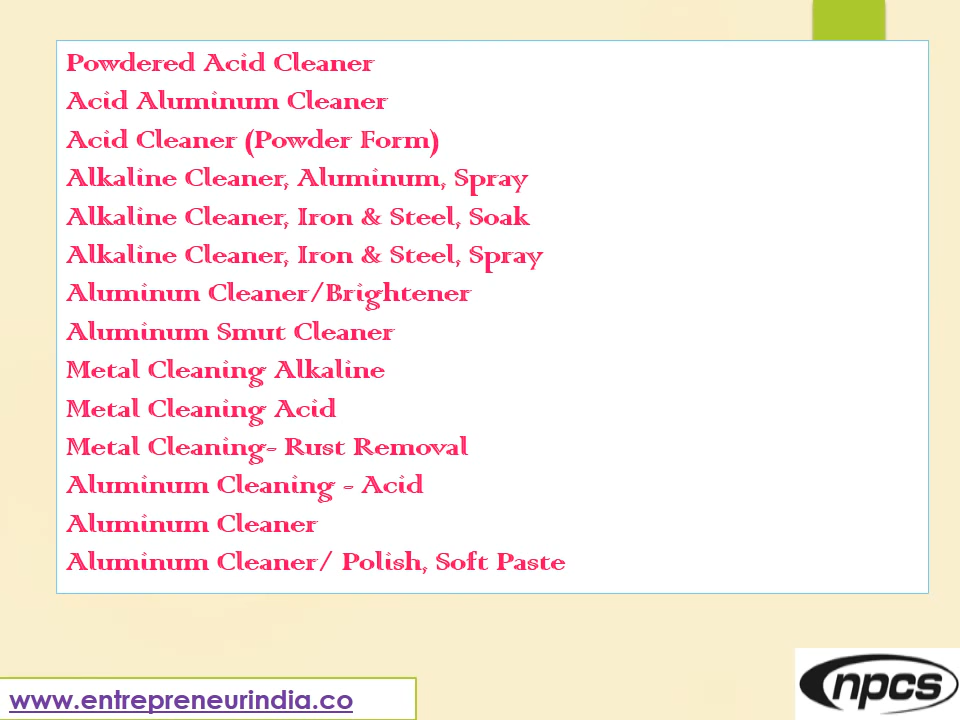 Powdered Acid Cleaner
Acid Aluminum Cleaner
Acid Cleaner (Powder Form)
Alkaline Cleaner, Aluminum, Spray
Alkaline Cleaner, Iron & Steel, Soak
Alkaline Cleaner, Iron & Steel, Spray
Aluminun Cleaner/Brightener
Aluminum Smut Cleaner
Metal Cleaning Alkaline
Metal Cleaning Acid
Metal Cleaning- Rust Removal
Aluminum Cleaning - Acid
Aluminum Cleaner
Aluminum Cleaner/ Polish, Soft Paste
www.entrepreneurindia.co
npcs